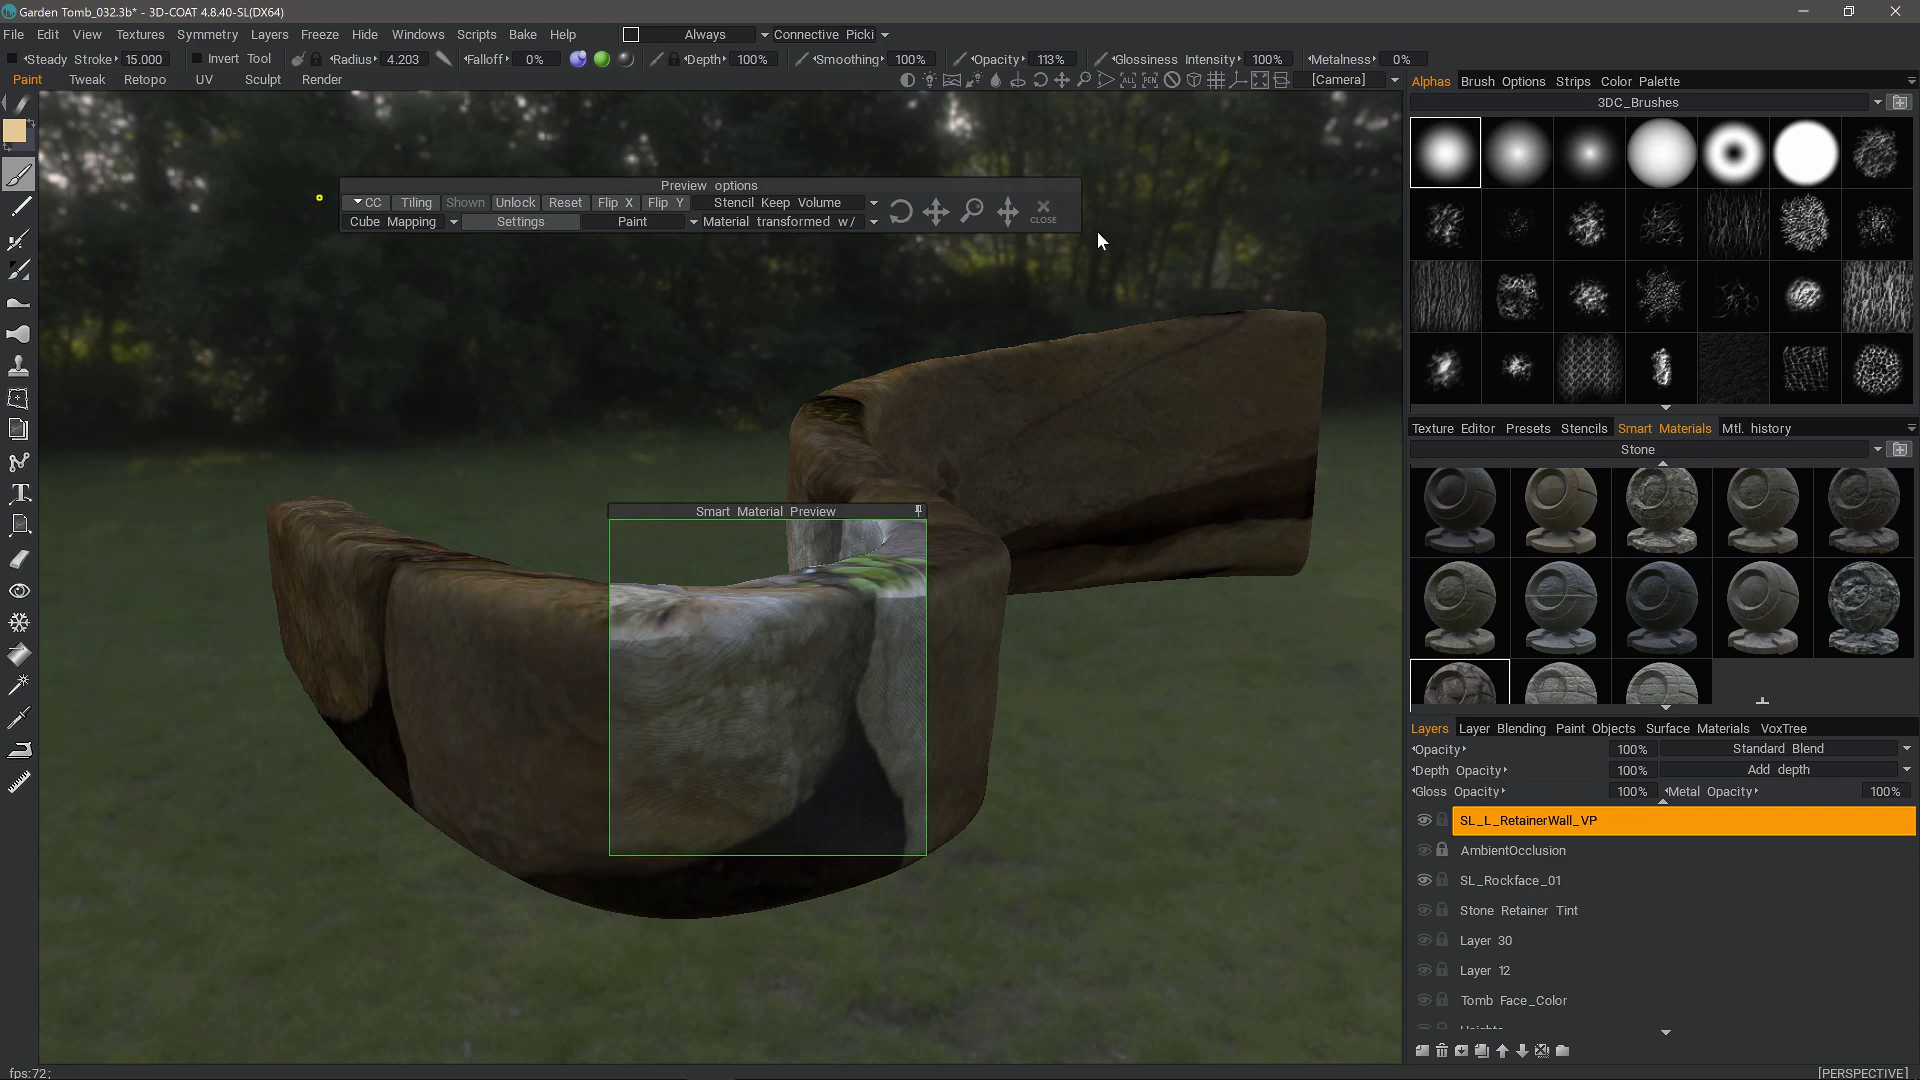 Garden Tomb_032.3b* - 3D-COAT 4.8.40-SL(DX64)
File Edit View Textures Symmetry Layers Freeze Hide Windows Scripts Bake Help Always Connective Picki
Steady Stroke 15.000 Invert Tool Radius 4.203 Falloff 0% Depth 100% Smoothing 100% Opacity 113% Glossiness Intensity 100% Metalness 0%
Paint Tweak Retopo UV Sculpt Render [Camera]
Alphas Brush Options Strips Color Palette
3DC_Brushes
Preview options
CC Tiling Shown Unlock Reset Flip X Flip Y Stencil Keep Volume
Cube Mapping Settings Paint Material transformed w/ CLOSE
Smart Material Preview
Texture Editor Presets Stencils Smart Materials Mtl. history
Stone
Layers Layer Blending Paint Objects Surface Materials VoxTree
Opacity 100% Standard Blend
Depth Opacity 100% Add depth
Gloss Opacity 100% Metal Opacity 100%
SL_L_RetainerWall_VP
AmbientOcclusion
SL_Rockface_01
Stone Retainer Tint
Layer 30
Layer 12
Tomb Face_Color
fps:72; [PERSPECTIVE]